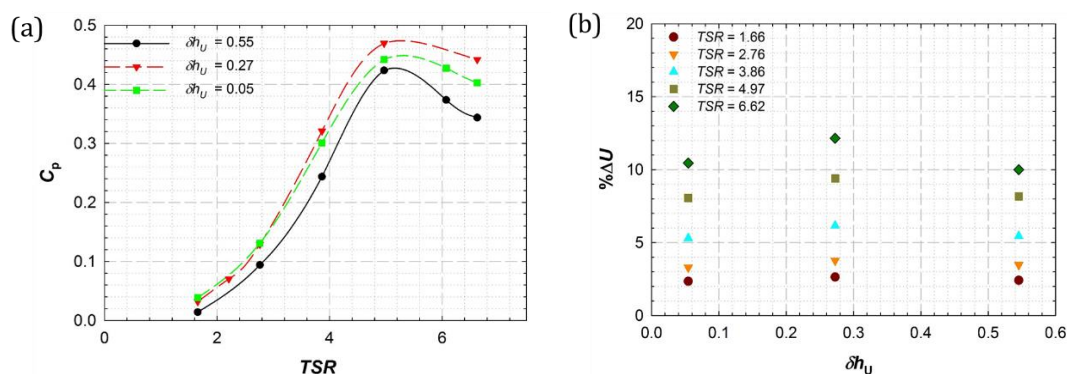 (a)
0.5
0.4
0.3
0.2
0.1
0.0
Cₚ
δh_U = 0.55
δh_U = 0.27
δh_U = 0.05
0 2 4 6
TSR
(b)
20
15
10
5
0
%ΔU
TSR = 1.66
TSR = 2.76
TSR = 3.86
TSR = 4.97
TSR = 6.62
0.0 0.1 0.2 0.3 0.4 0.5 0.6
δh_U